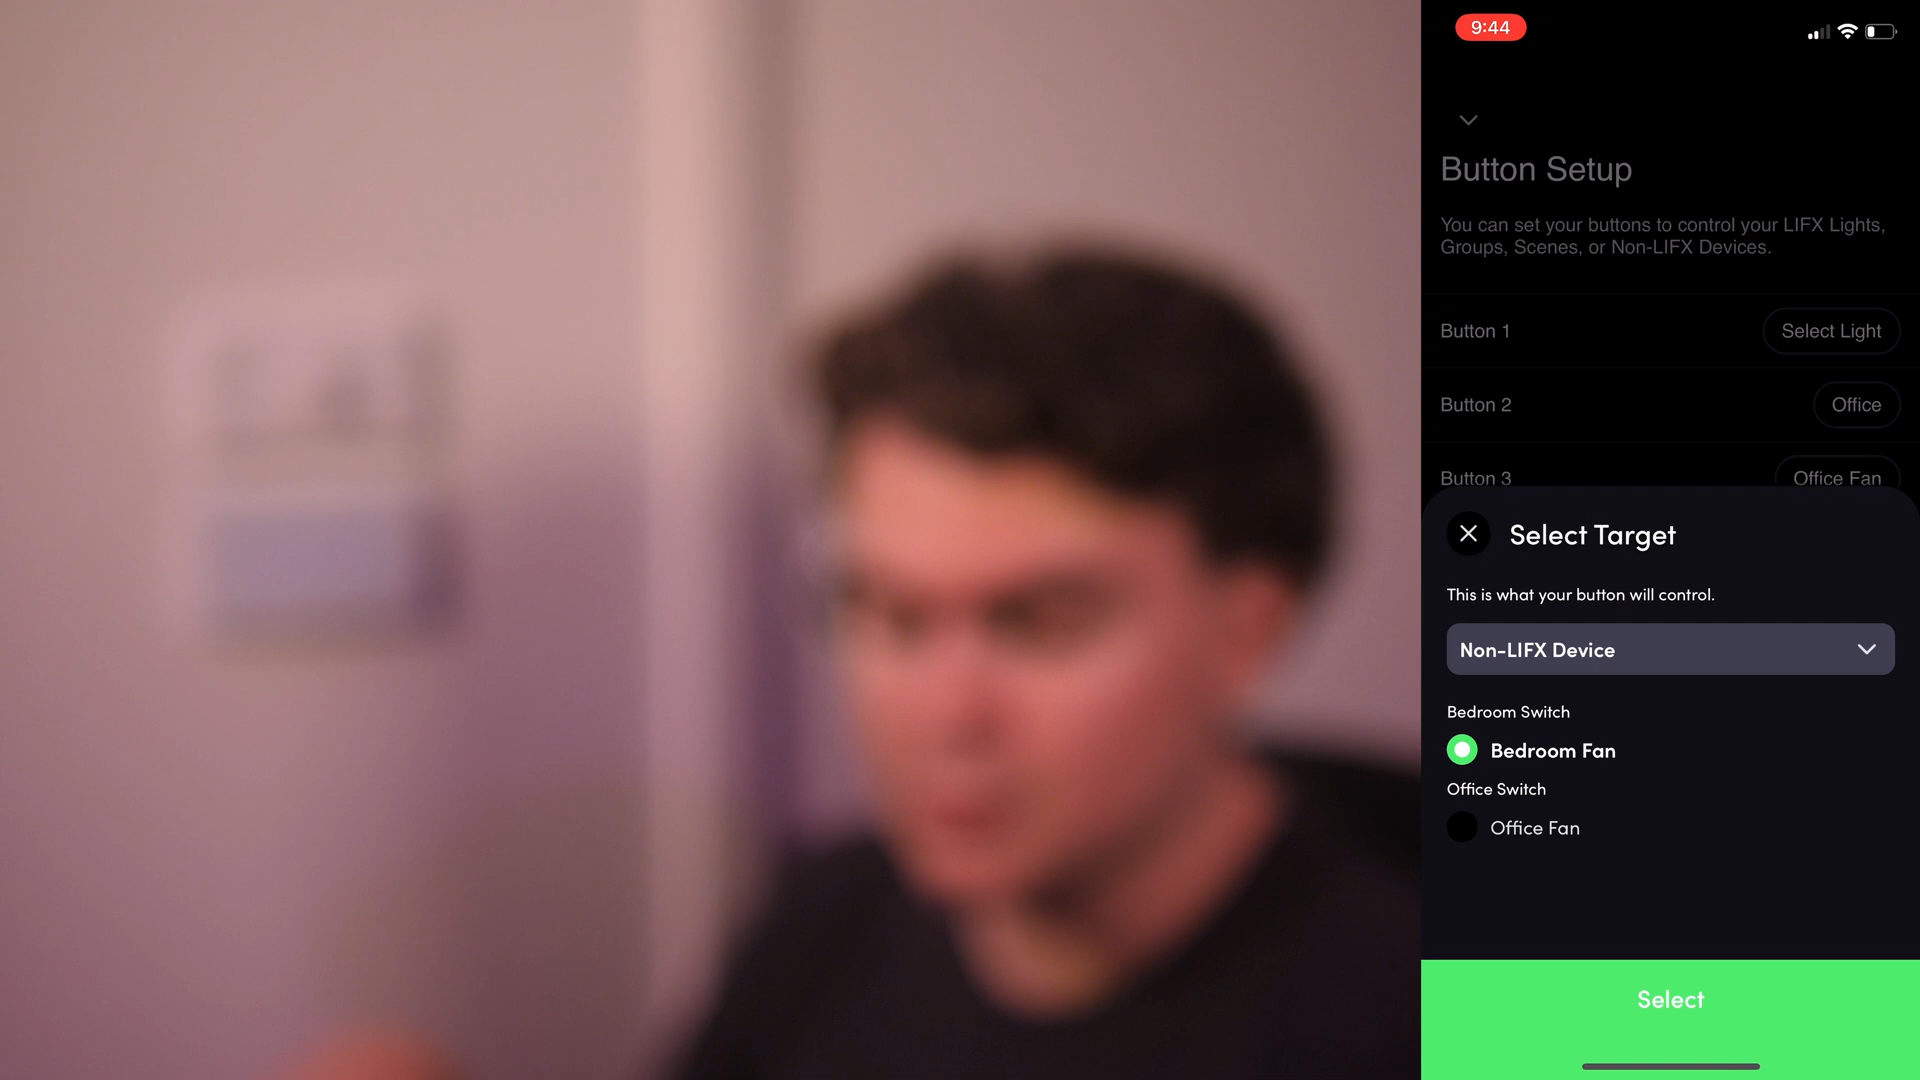 9:44
Button Setup
You can set your buttons to control your LIFX Lights,
Groups, Scenes, or Non-LIFX Devices.
Button 1
Select Light
Button 2
Office
Button 3
Office Fan
Select Target
This is what your button will control.
Non-LIFX Device
Bedroom Switch
Bedroom Fan
Office Switch
Office Fan
Select